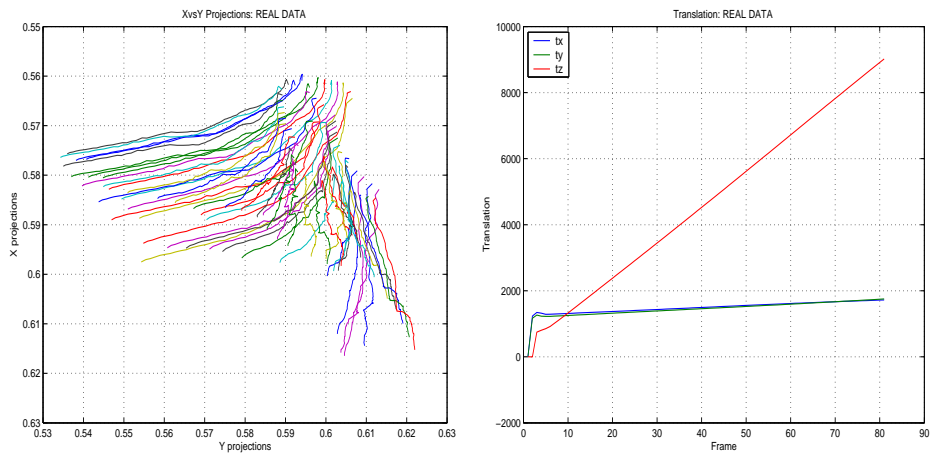 XvsY Projections: REAL DATA
0.55
0.56
0.57
0.58
0.59
0.6
0.61
0.62
0.63
X projections
0.53 0.54 0.55 0.56 0.57 0.58 0.59 0.6 0.61 0.62 0.63
Y projections
Translation: REAL DATA
10000
8000
6000
4000
2000
0
−2000
Translation
tx
ty
tz
0 10 20 30 40 50 60 70 80 90
Frame